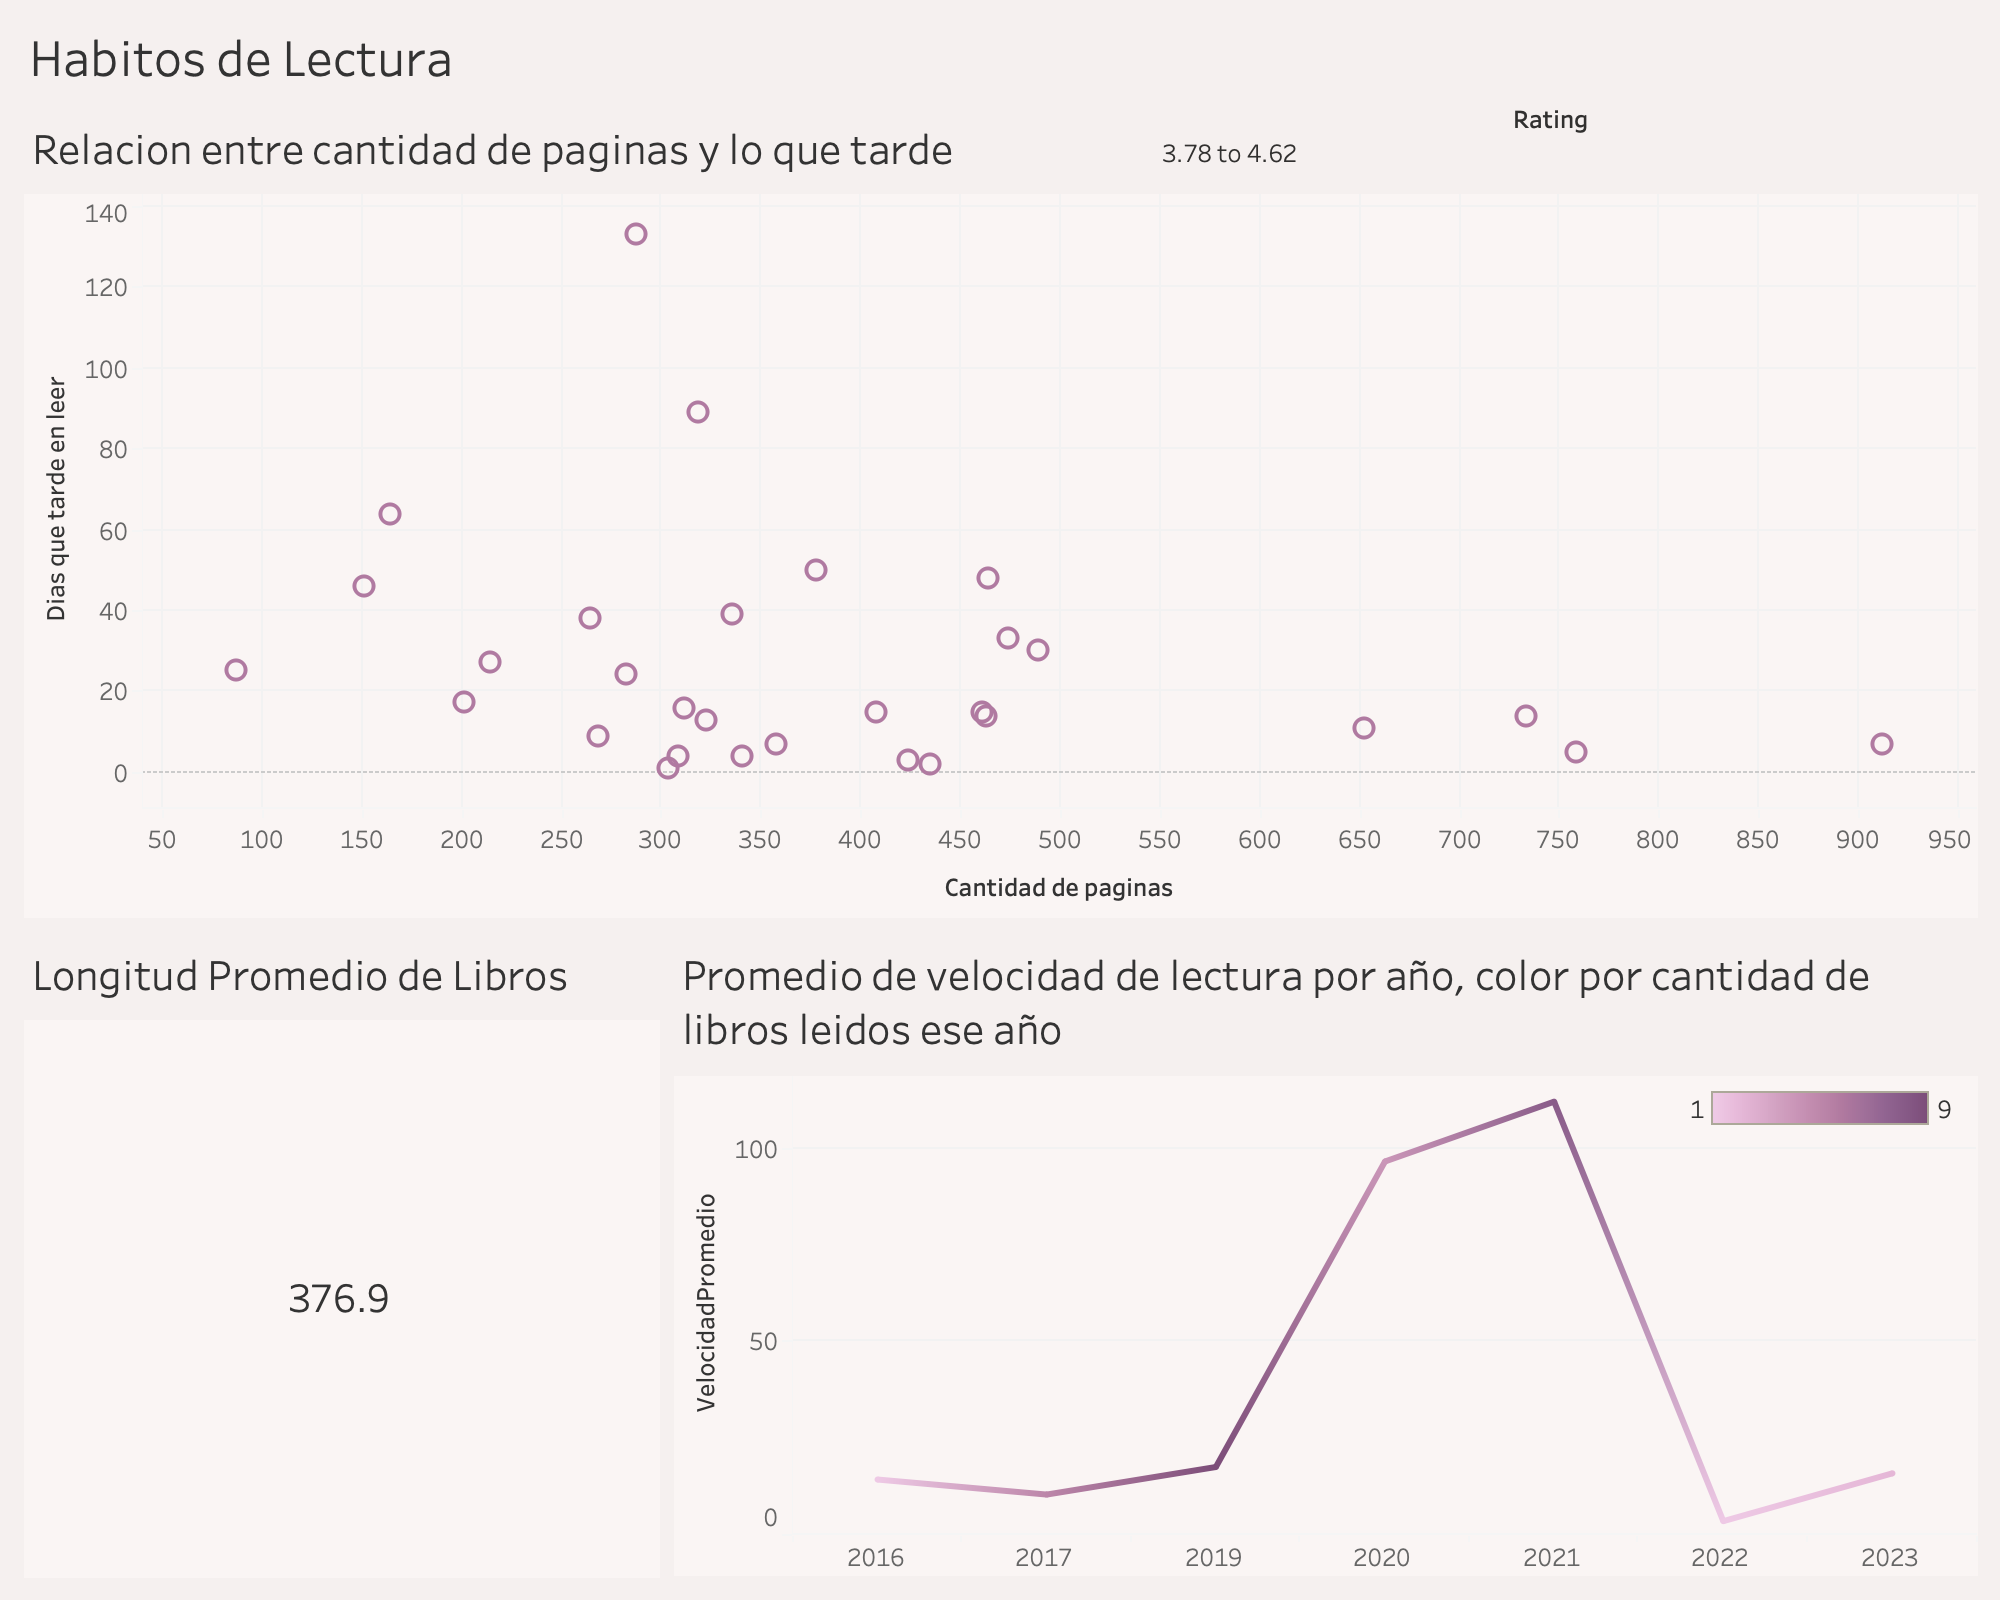 Habitos de Lectura
Rating
Relacion entre cantidad de paginas y lo que tarde
3.78 to 4.62
140
120
100
80
60
40
20
0
Dias que tarde en leer
50 100 150 200 250 300 350 400 450 500 550 600 650 700 750 800 850 900 950
Cantidad de paginas
Longitud Promedio de Libros
376.9
Promedio de velocidad de lectura por año, color por cantidad de
libros leidos ese año
1 9
100
50
0
VelocidadPromedio
2016 2017 2019 2020 2021 2022 2023